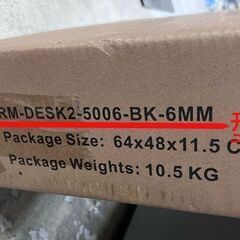 RM-DESK2-5006-BK-6MM
Package Size: 64x48x11.5 C
Package Weights: 10.5 KG